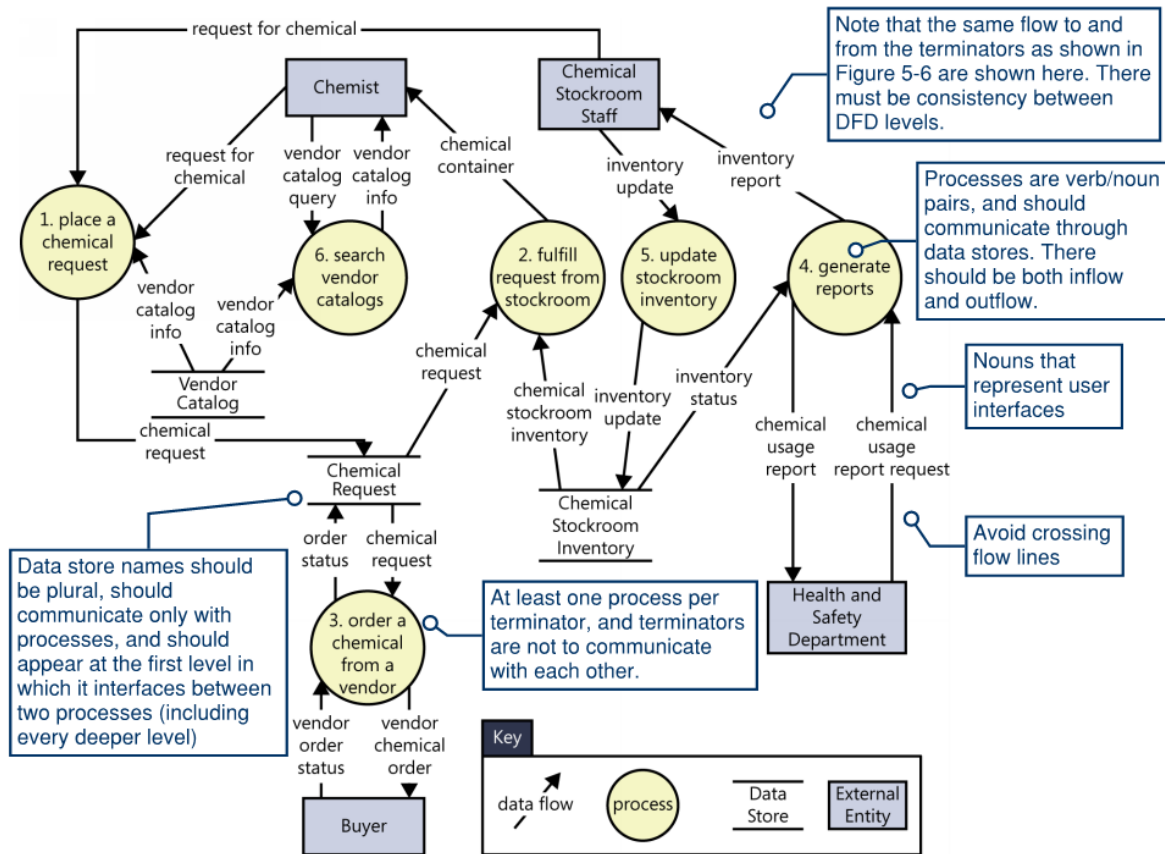 request for chemical
Note that the same flow to and
from the terminators as shown in
Figure 5-6 are shown here. There
must be consistency between
DFD levels.
Chemist
Chemical
Stockroom
Staff
request for
chemical
vendor
catalog
query
vendor
catalog
info
chemical
container
inventory
update
inventory
report
Processes are verb/noun
pairs, and should
communicate through
data stores. There
should be both inflow
and outflow.
1. place a
chemical
request
6. search
vendor
catalogs
2. fulfill
request from
stockroom
5. update
stockroom
inventory
4. generate
reports
vendor
catalog
info
vendor
catalog
info
Vendor
Catalog
chemical
request
chemical
request
chemical
stockroom
inventory
inventory
update
inventory
status
chemical
usage
report
chemical
usage
report request
Nouns that
represent user
interfaces
Chemical
Request
Chemical
Stockroom
Inventory
Avoid crossing
flow lines
order
status
chemical
request
Data store names should
be plural, should
communicate only with
processes, and should
appear at the first level in
which it interfaces between
two processes (including
every deeper level)
3. order a
chemical
from a
vendor
At least one process per
terminator, and terminators
are not to communicate
with each other.
Health and
Safety
Department
vendor
order
status
vendor
chemical
order
Buyer
Key
data flow
process
Data
Store
External
Entity